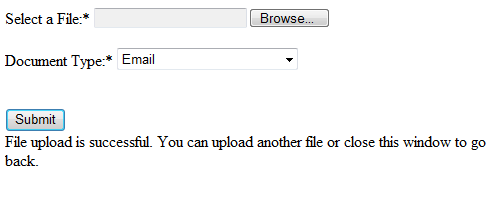 Select a File:* Browse...
Document Type:* Email
Submit
File upload is successful. You can upload another file or close this window to go
back.